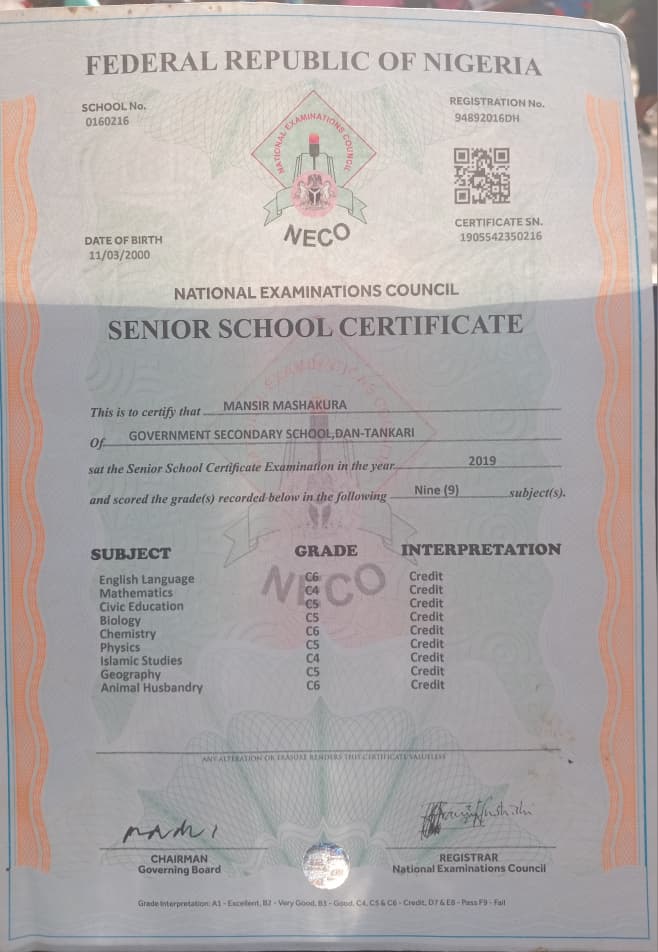 FEDERAL REPUBLIC OF NIGERIA
SCHOOL No.
0160216
REGISTRATION No.
94892016DH
NATIONAL EXAMINATIONS COUNCIL
NECO
CERTIFICATE SN.
1905542350216
DATE OF BIRTH
11/03/2000
NATIONAL EXAMINATIONS COUNCIL
SENIOR SCHOOL CERTIFICATE
This is to certify that MANSIR MASHAKURA
Of GOVERNMENT SECONDARY SCHOOL,DAN-TANKARI
sat the Senior School Certificate Examination in the year 2019
and scored the grade(s) recorded below in the following Nine (9) subject(s).
SUBJECT GRADE INTERPRETATION
English Language C6 Credit
Mathematics C4 Credit
Civic Education C5 Credit
Biology C5 Credit
Chemistry C6 Credit
Physics C5 Credit
Islamic Studies C4 Credit
Geography C5 Credit
Animal Husbandry C6 Credit
NECO
ANY ALTERATION OR ERASURE RENDERS THIS CERTIFICATE VALUELESS
CHAIRMAN
Governing Board
REGISTRAR
National Examinations Council
Grade Interpretation: A1 - Excellent, B2 - Very Good, B3 - Good, C4, C5 & C6 - Credit, D7 & E8 - Pass F9 - Fail